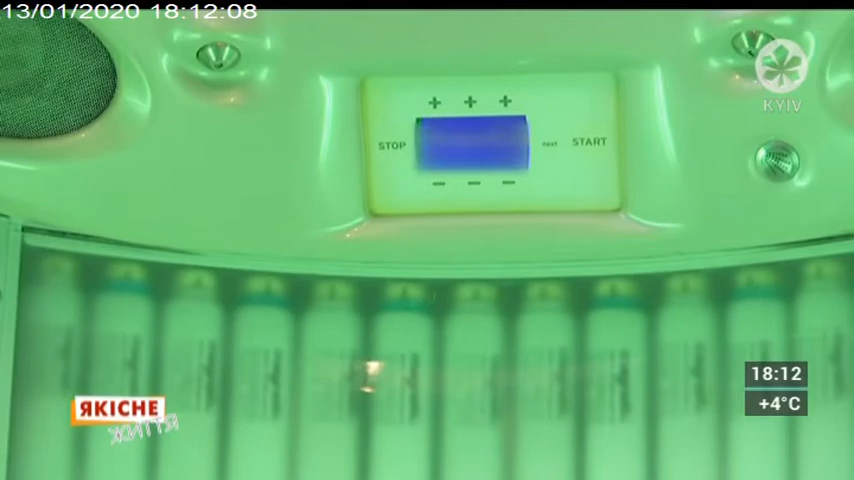 13/01/2020 18:12:08
KYIV
+ + +
STOP
next
START
- - -
18:12
+4°C
ЯКІСНЕ
ЖИТТЯ